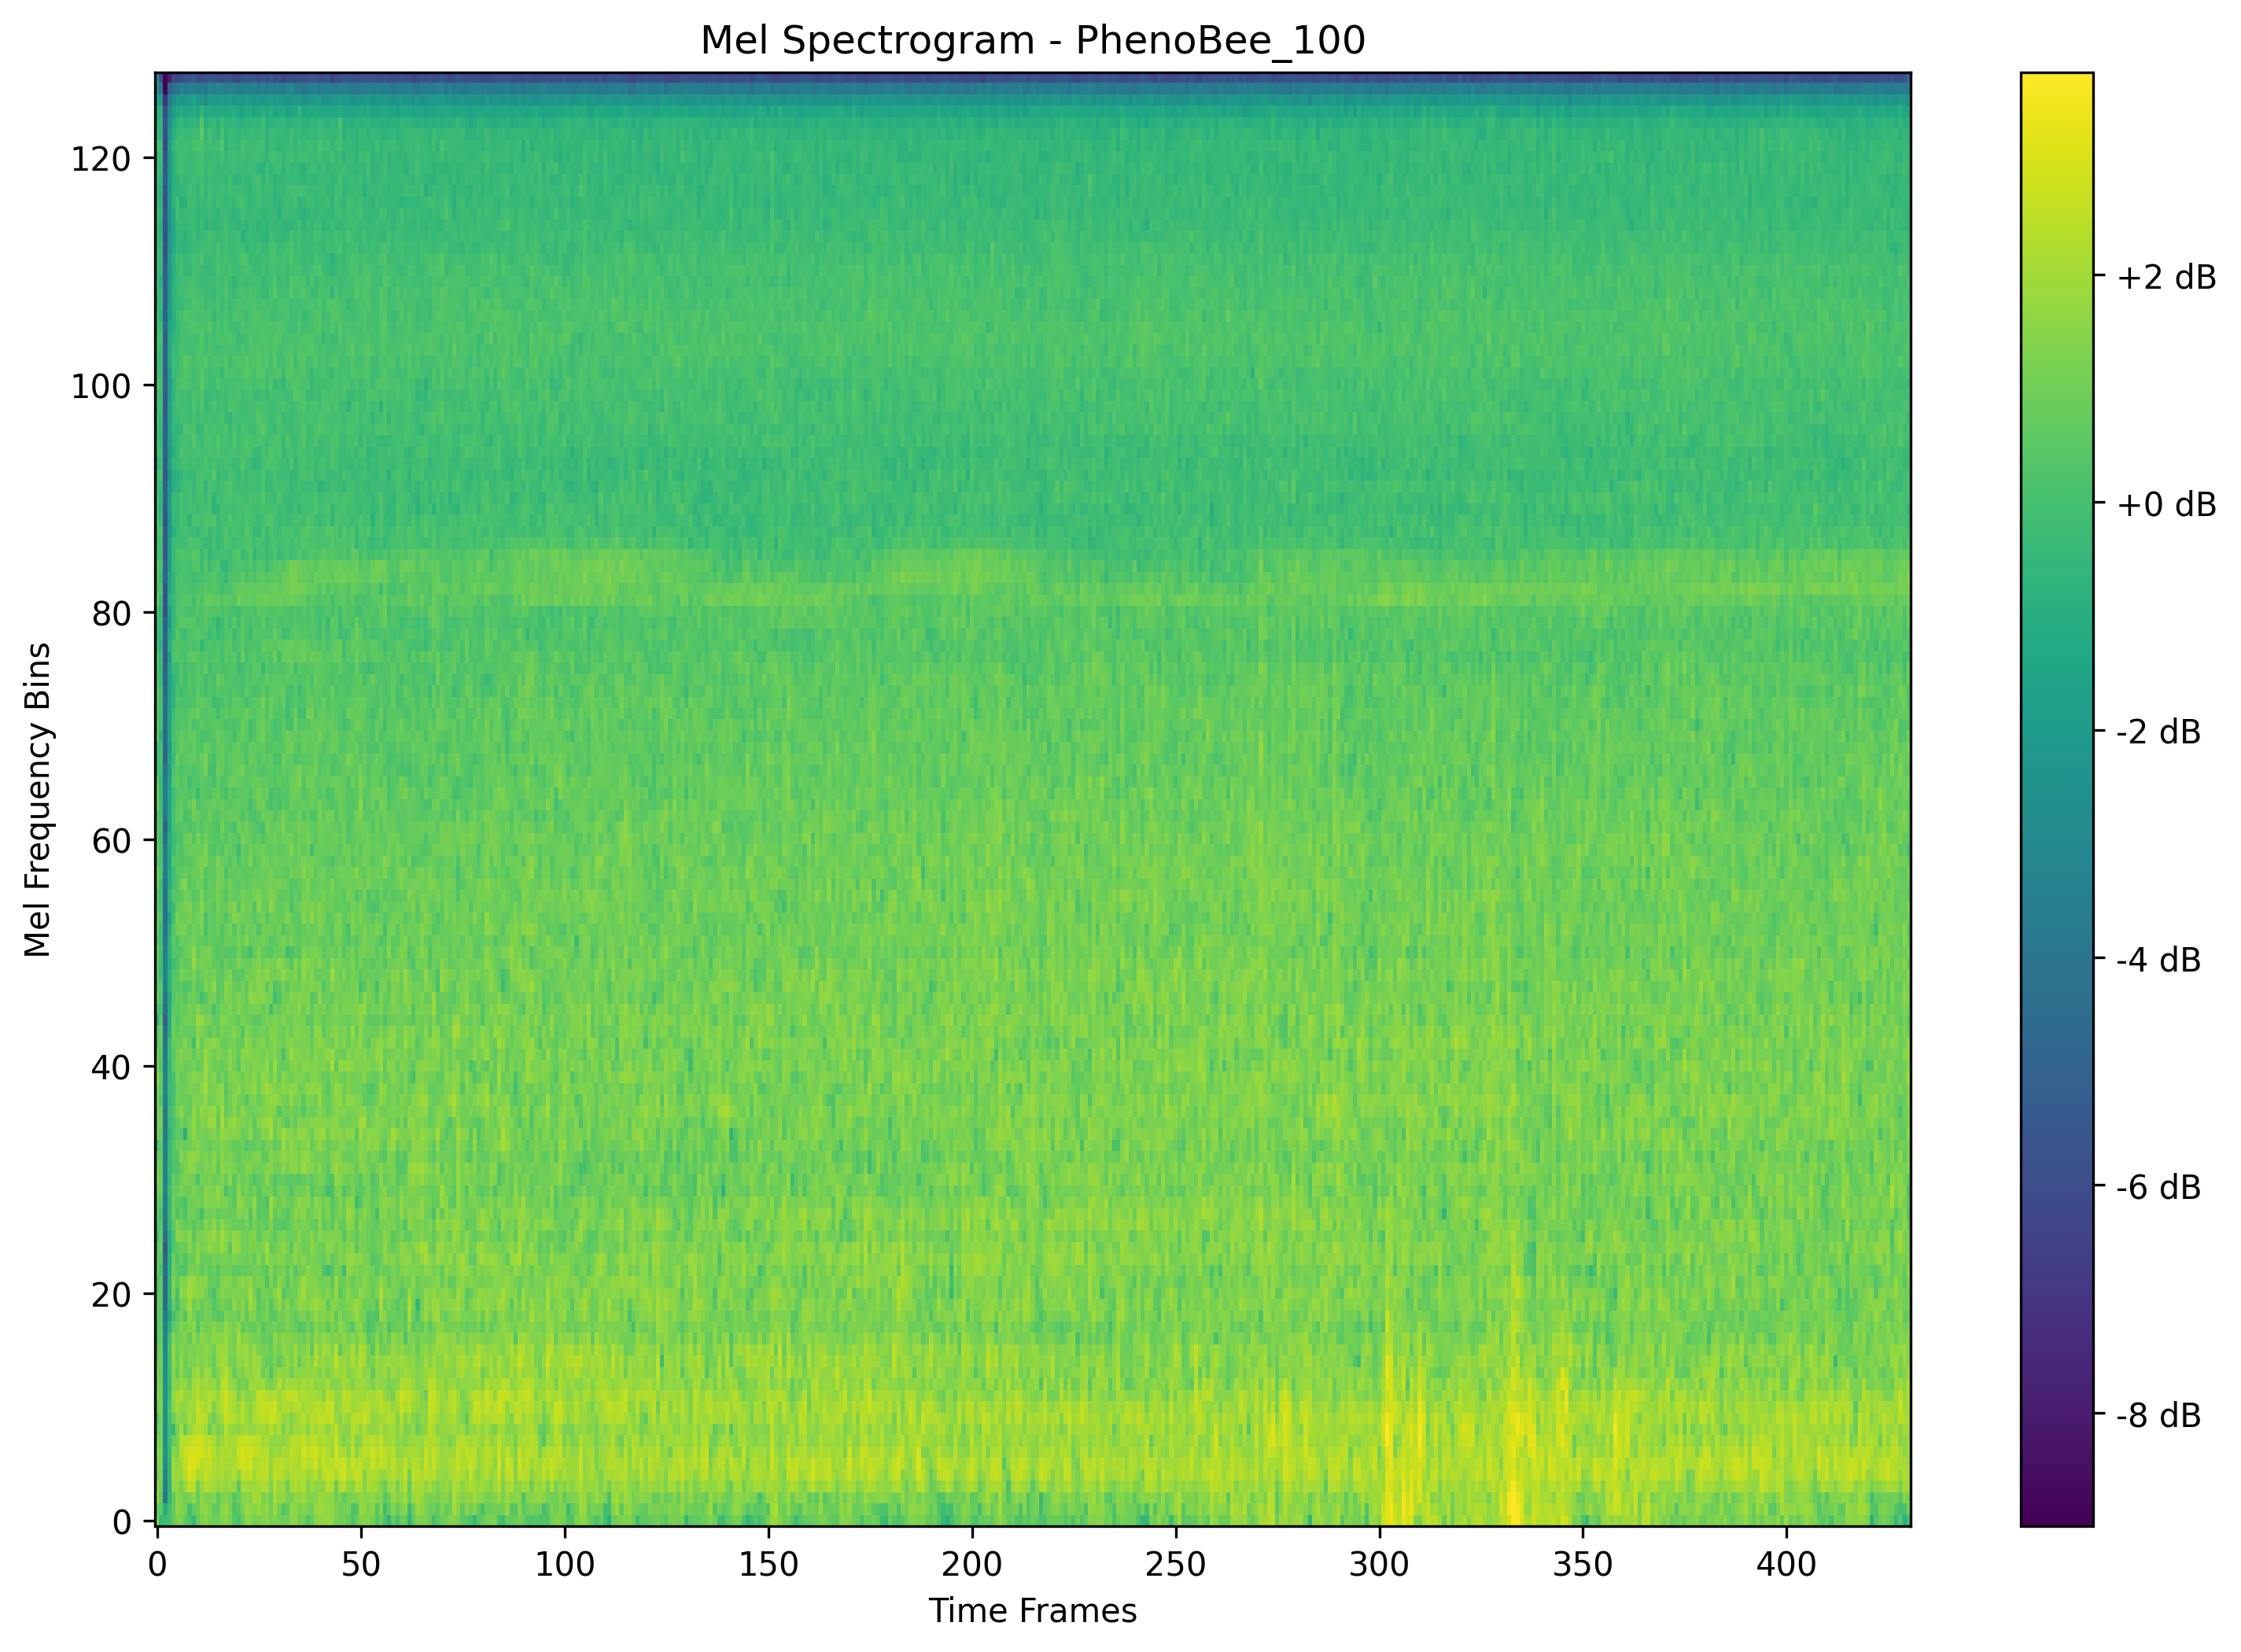 Mel Spectrogram - PhenoBee_100
Mel Frequency Bins
120
100
80
60
40
20
0
0 50 100 150 200 250 300 350 400
Time Frames
+2 dB
+0 dB
-2 dB
-4 dB
-6 dB
-8 dB